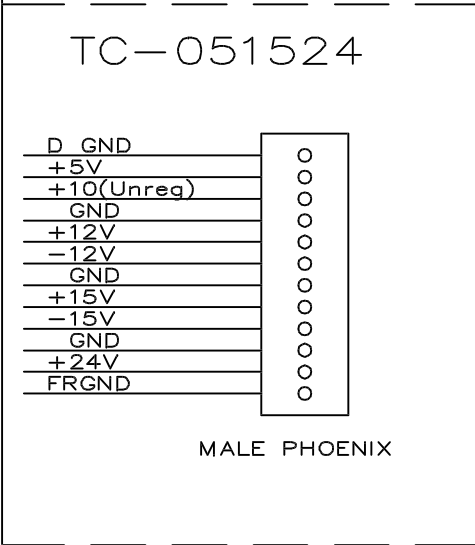 TC-051524
D GND
+5V
+10(Unreg)
GND
+12V
-12V
GND
+15V
-15V
GND
+24V
FRGND
MALE PHOENIX